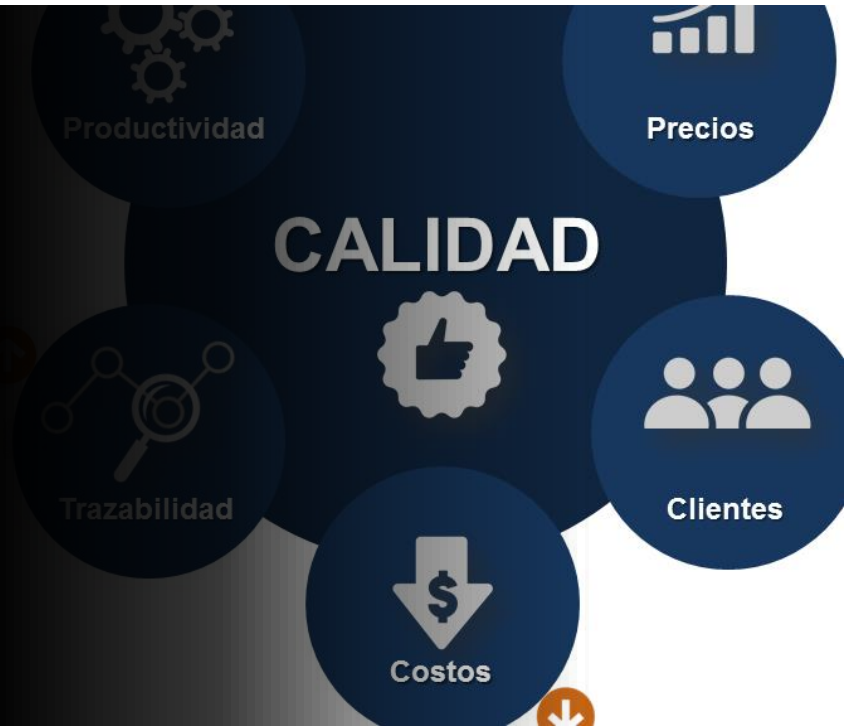 Productividad
Precios
CALIDAD
Trazabilidad
Clientes
$
Costos